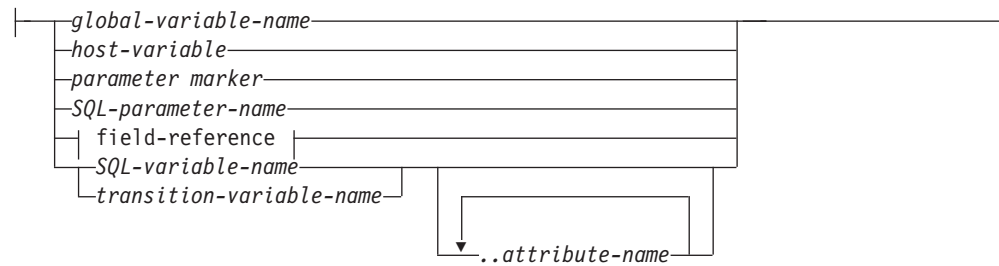 global-variable-name
host-variable
parameter marker
SQL-parameter-name
field-reference
SQL-variable-name
transition-variable-name
..attribute-name